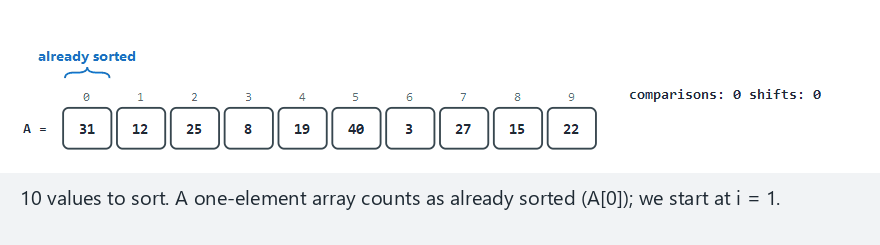 already sorted
0 1 2 3 4 5 6 7 8 9
comparisons: 0 shifts: 0
A = 31 12 25 8 19 40 3 27 15 22
10 values to sort. A one-element array counts as already sorted (A[0]); we start at i = 1.